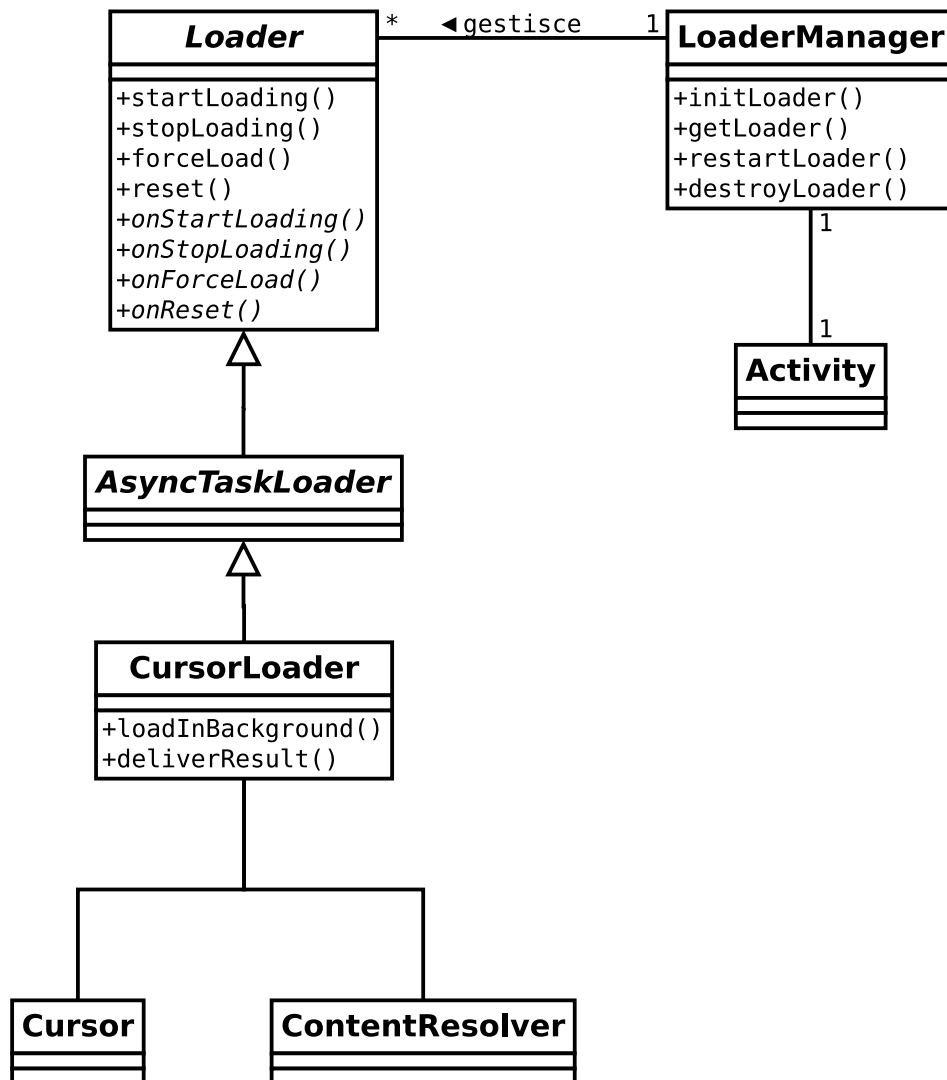 Loader
+startLoading()
+stopLoading()
+forceLoad()
+reset()
+onStartLoading()
+onStopLoading()
+onForceLoad()
+onReset()
* ◄ gestisce 1
LoaderManager
+initLoader()
+getLoader()
+restartLoader()
+destroyLoader()
1
1
Activity
AsyncTaskLoader
CursorLoader
+loadInBackground()
+deliverResult()
Cursor
ContentResolver